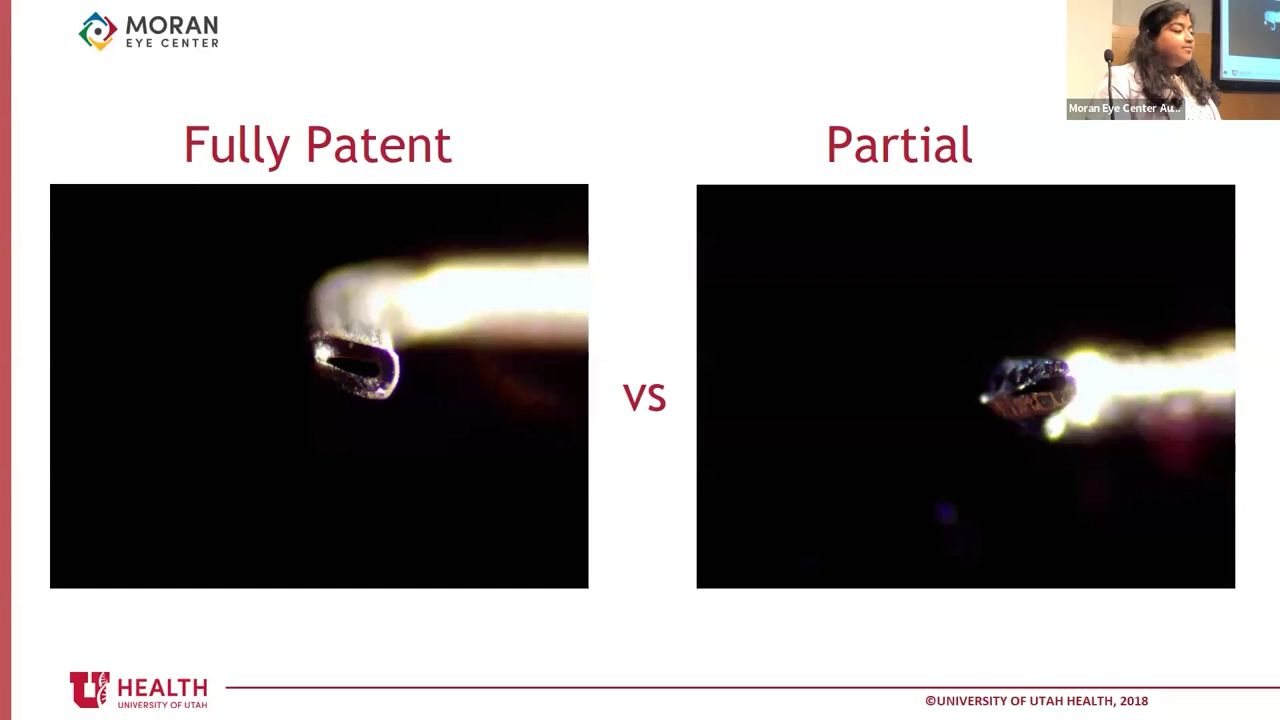 MORAN
EYE CENTER
Moran Eye Center Au...
Fully Patent
Partial
VS
U HEALTH
UNIVERSITY OF UTAH
©UNIVERSITY OF UTAH HEALTH, 2018